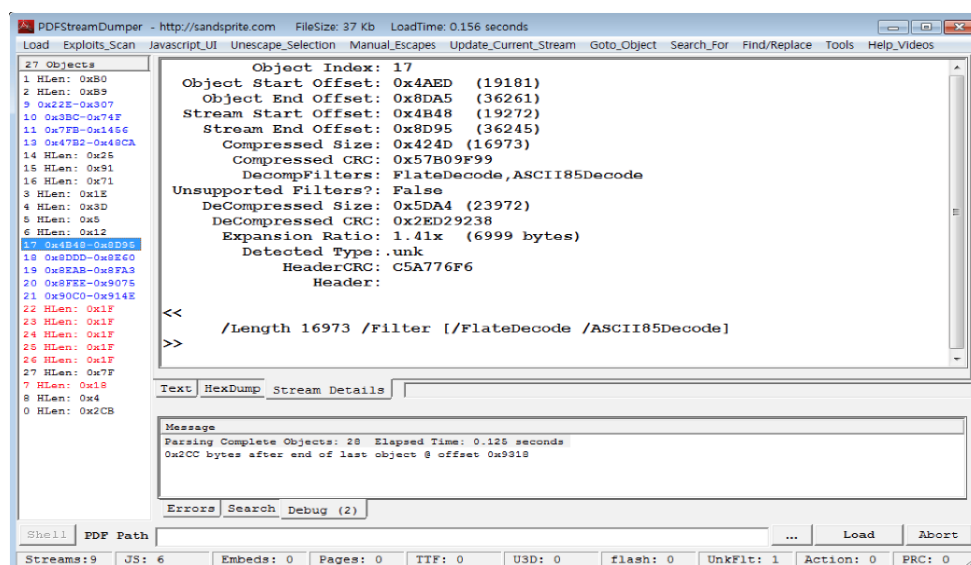 PDFStreamDumper - http://sandsprite.com FileSize: 37 Kb LoadTime: 0.156 seconds
Load Exploits_Scan Javascript_UI Unescape_Selection Manual_Escapes Update_Current_Stream Goto_Object Search_For Find/Replace Tools Help_Videos
27 Objects
1 HLen: 0xB0
2 HLen: 0xB9
9 0x22E-0x307
10 0x3BC-0x74F
11 0x7FB-0x1456
13 0x47B2-0x48CA
14 HLen: 0x25
15 HLen: 0x91
16 HLen: 0x71
3 HLen: 0x1E
4 HLen: 0x3D
5 HLen: 0x5
6 HLen: 0x12
17 0x4B48-0x8D95
18 0x8DDD-0x8E60
19 0x8EAB-0x8FA3
20 0x8FEE-0x9075
21 0x90C0-0x914E
22 HLen: 0x1F
23 HLen: 0x1F
24 HLen: 0x1F
25 HLen: 0x1F
26 HLen: 0x1F
27 HLen: 0x7F
7 HLen: 0x18
8 HLen: 0x4
0 HLen: 0x2CB
Object Index: 17
Object Start Offset: 0x4AED (19181)
Object End Offset: 0x8DA5 (36261)
Stream Start Offset: 0x4B48 (19272)
Stream End Offset: 0x8D95 (36245)
Compressed Size: 0x424D (16973)
Compressed CRC: 0x57B09F99
DecompFilters: FlateDecode,ASCII85Decode
Unsupported Filters?: False
DeCompressed Size: 0x5DA4 (23972)
DeCompressed CRC: 0x2ED29238
Expansion Ratio: 1.41x (6999 bytes)
Detected Type:.unk
HeaderCRC: C5A776F6
Header:
<<
/Length 16973 /Filter [/FlateDecode /ASCII85Decode]
>>
Text HexDump Stream Details
Message
Parsing Complete Objects: 28 Elapsed Time: 0.125 seconds
0x2CC bytes after end of last object @ offset 0x9318
Errors Search Debug (2)
Shell PDF Path ... Load Abort
Streams:9 JS: 6 Embeds: 0 Pages: 0 TTF: 0 U3D: 0 flash: 0 UnkFlt: 1 Action: 0 PRC: 0